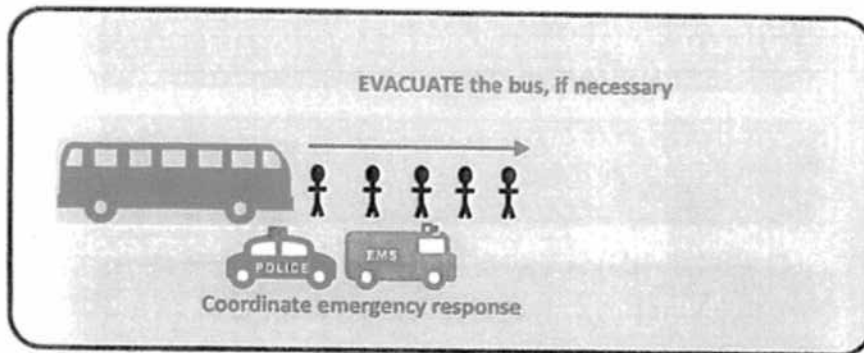 EVACUATE the bus, if necessary
POLICE
EMS
Coordinate emergency response